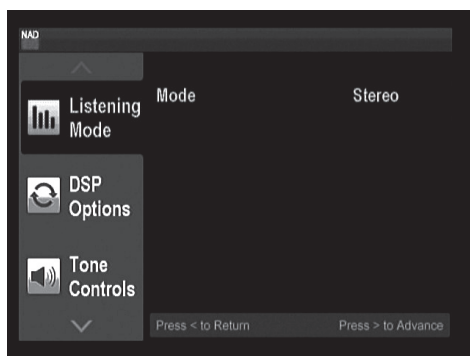 NAD
Listening
Mode
Mode Stereo
DSP
Options
Tone
Controls
Press < to Return Press > to Advance